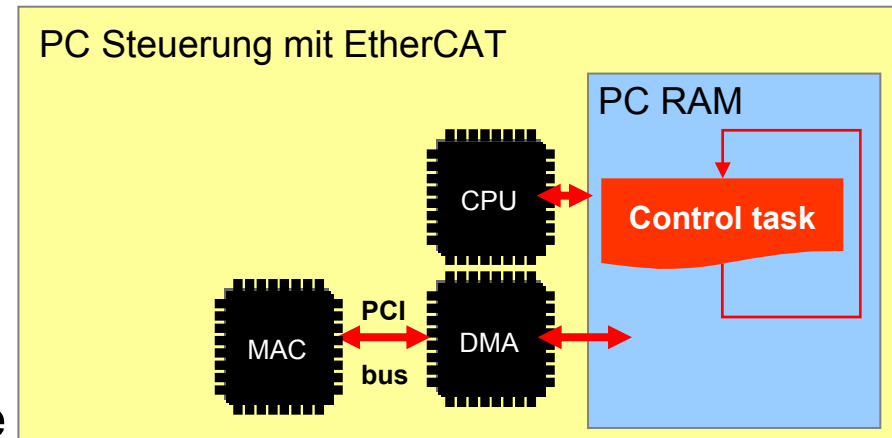 PC Steuerung mit EtherCAT
PC RAM
CPU
Control task
PCI
MAC
DMA
bus
e